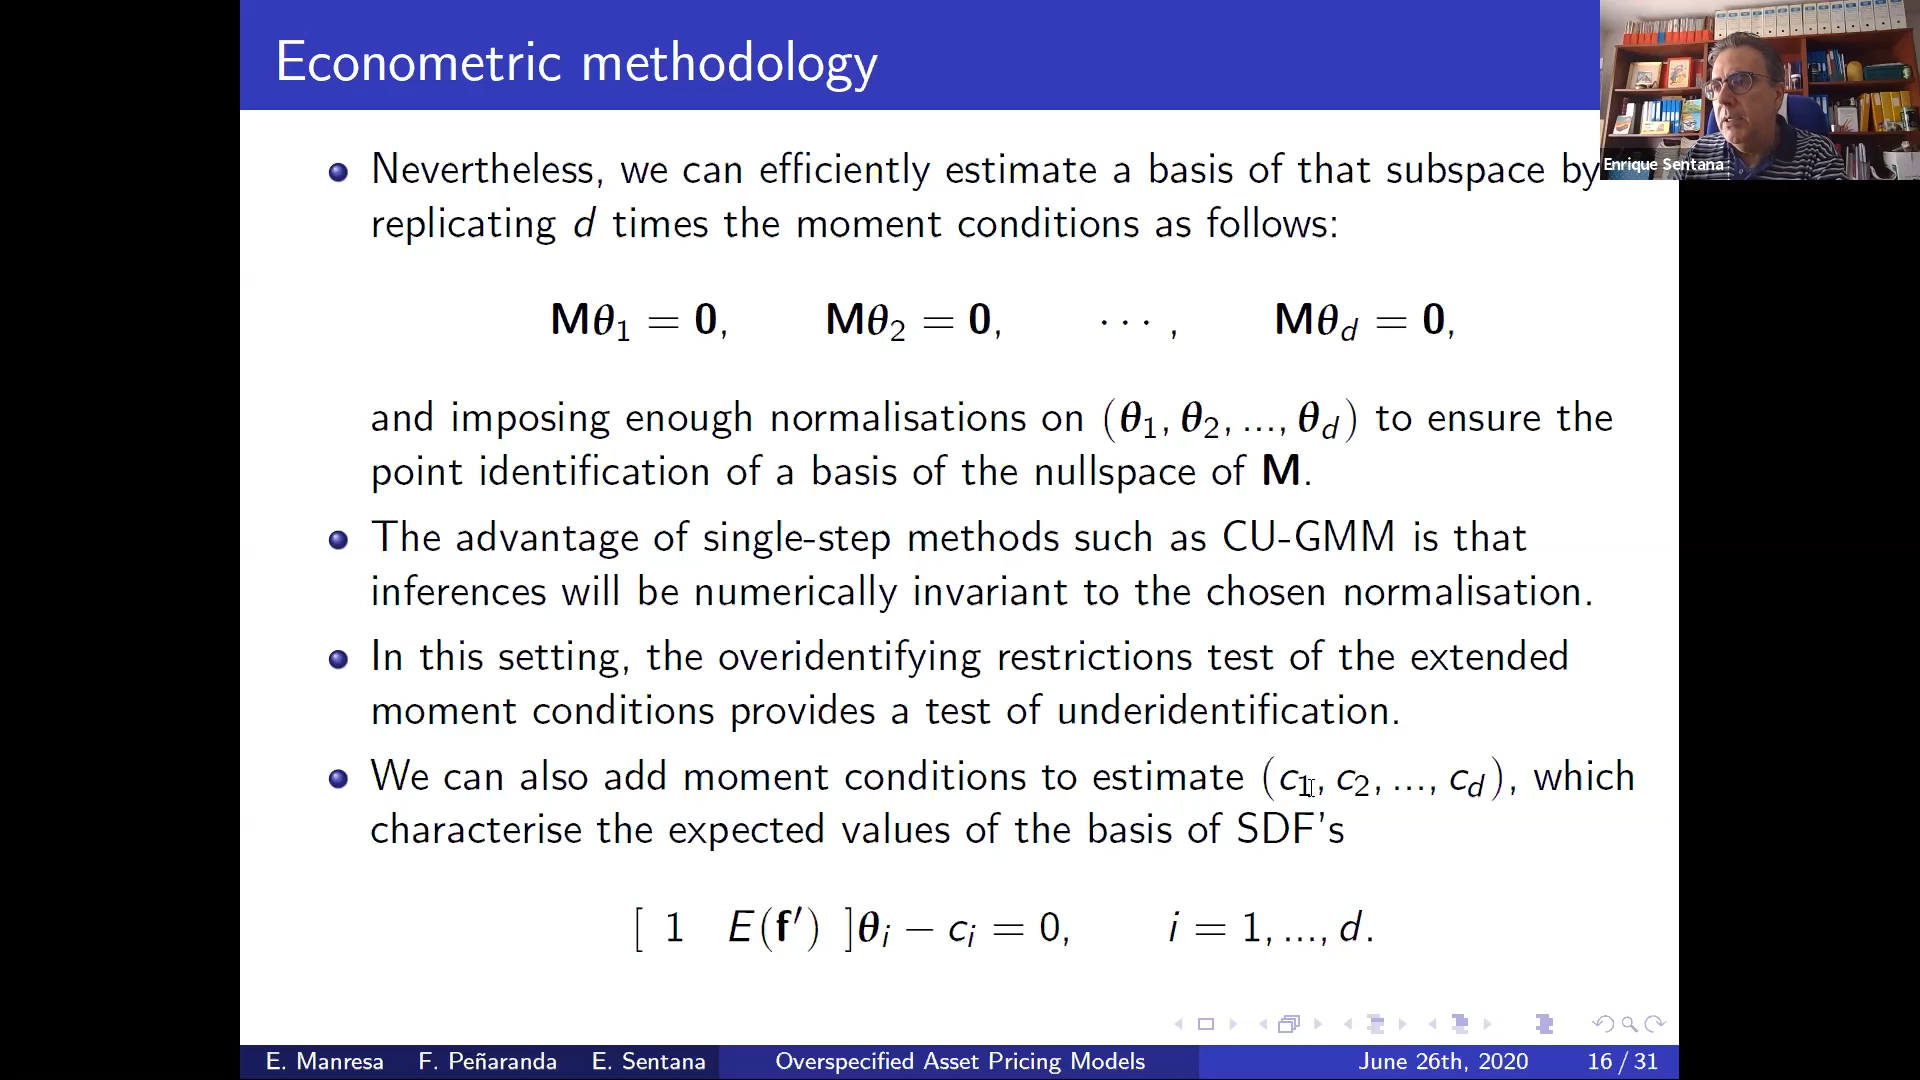 Econometric methodology
Enrique Sentana
Nevertheless, we can efficiently estimate a basis of that subspace by
replicating d times the moment conditions as follows:
Mθ₁ = 0, Mθ₂ = 0, ⋯ , Mθ_d = 0,
and imposing enough normalisations on (θ₁, θ₂, ..., θ_d) to ensure the
point identification of a basis of the nullspace of M.
The advantage of single-step methods such as CU-GMM is that
inferences will be numerically invariant to the chosen normalisation.
In this setting, the overidentifying restrictions test of the extended
moment conditions provides a test of underidentification.
We can also add moment conditions to estimate (c₁, c₂, ..., c_d), which
characterise the expected values of the basis of SDF's
[ 1 E(f′) ]θᵢ − cᵢ = 0, i = 1, ..., d.
E. Manresa F. Peñaranda E. Sentana Overspecified Asset Pricing Models June 26th, 2020 16 / 31